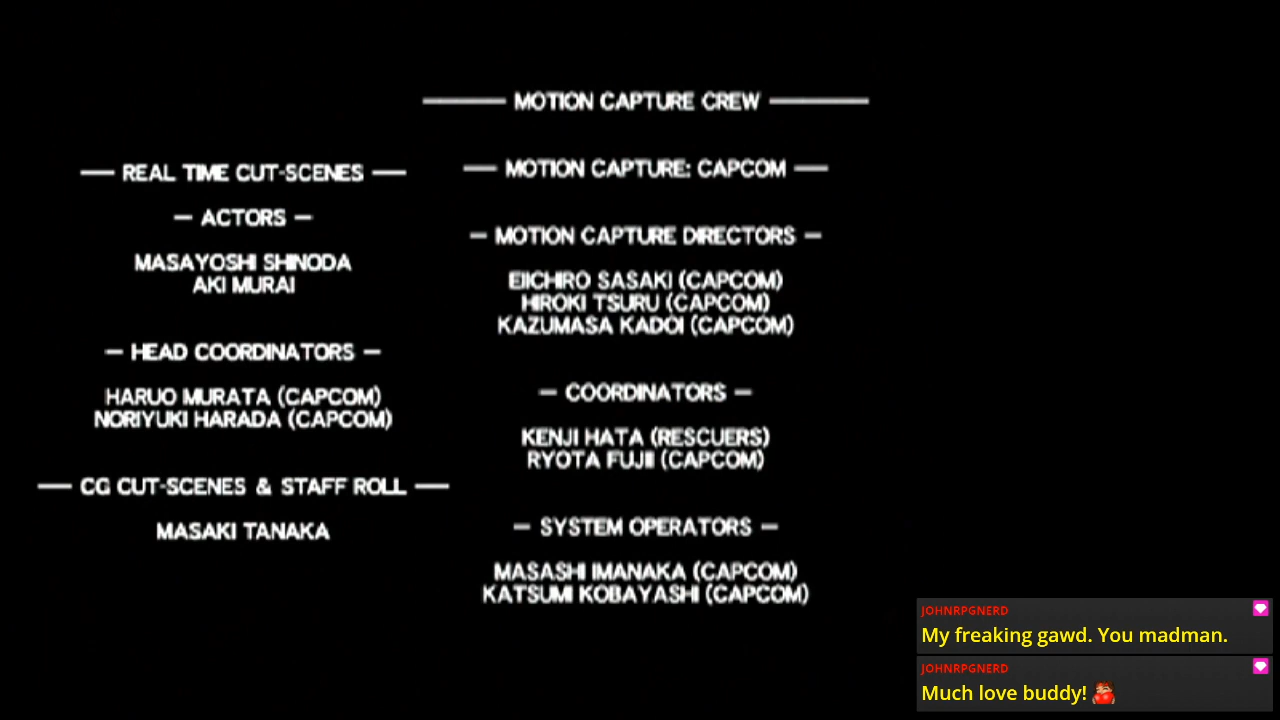 — REAL TIME CUT-SCENES —
— ACTORS —
MASAYOSHI SHINODA
AKI MURAI
— HEAD COORDINATORS —
HARUO MURATA (CAPCOM)
NORIYUKI HARADA (CAPCOM)
— CG CUT-SCENES & STAFF ROLL —
MASAKI TANAKA
— MOTION CAPTURE CREW —
— MOTION CAPTURE: CAPCOM —
— MOTION CAPTURE DIRECTORS —
EIICHIRO SASAKI (CAPCOM)
HIROKI TSURU (CAPCOM)
KAZUMASA KADOI (CAPCOM)
— COORDINATORS —
KENJI HATA (RESCUERS)
RYOTA FUJII (CAPCOM)
— SYSTEM OPERATORS —
MASASHI IMANAKA (CAPCOM)
KATSUMI KOBAYASHI (CAPCOM)
JOHNRPGNERD
My freaking gawd. You madman.
JOHNRPGNERD
Much love buddy!